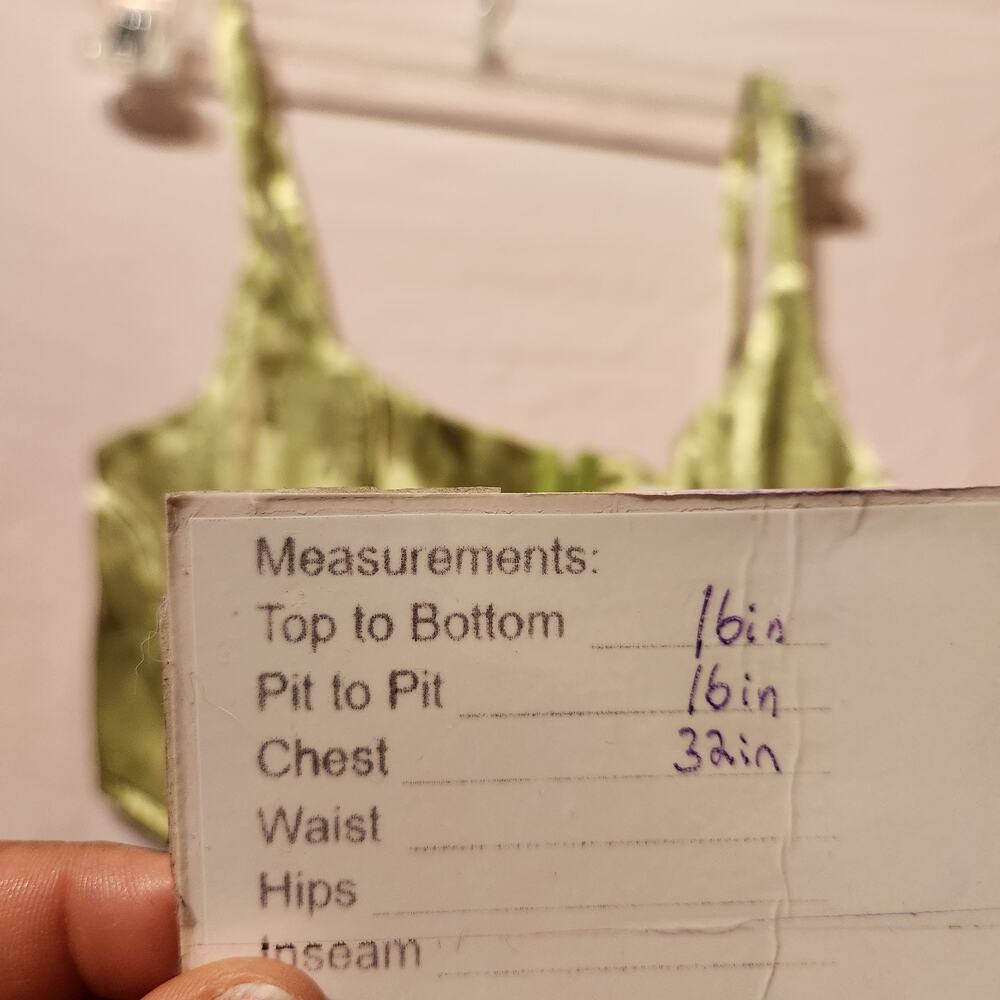 Measurements:
Top to Bottom 16in
Pit to Pit 16in
Chest 32in
Waist
Hips
Inseam